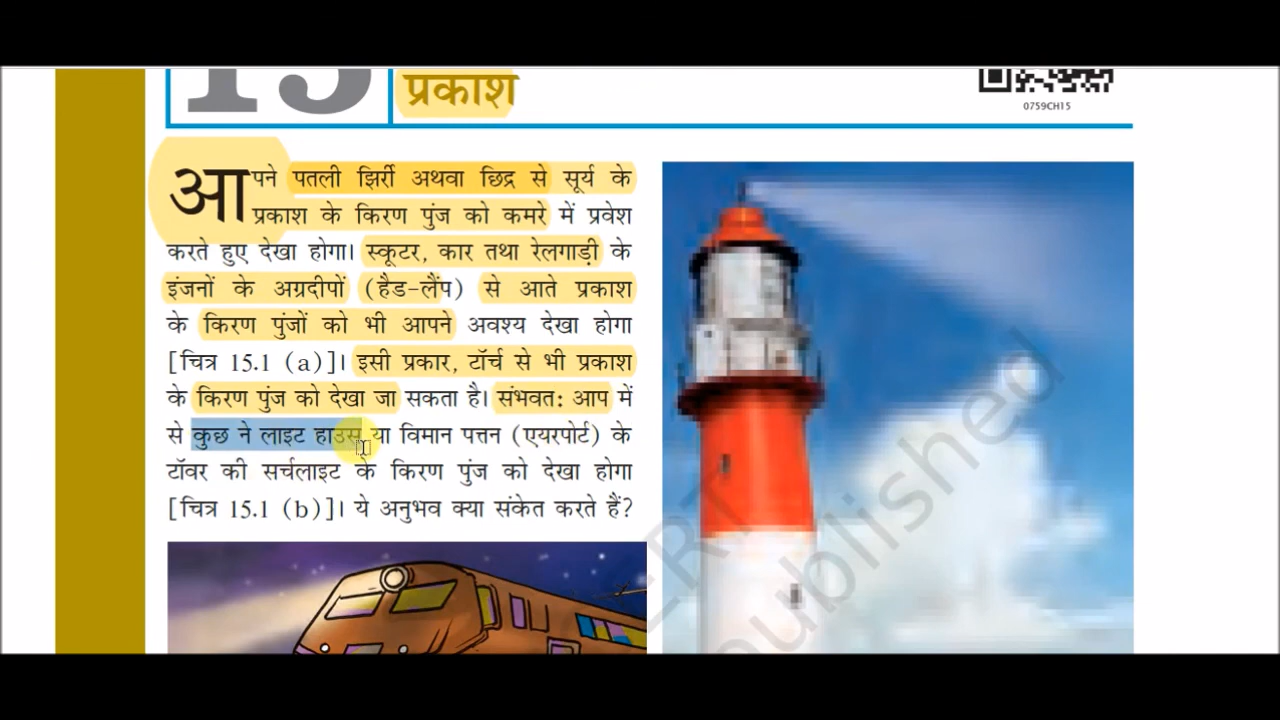 15
प्रकाश
0759CH15
आपने पतली झिर्री अथवा छिद्र से सूर्य के
प्रकाश के किरण पुंज को कमरे में प्रवेश
करते हुए देखा होगा। स्कूटर, कार तथा रेलगाड़ी के
इंजनों के अग्रदीपों (हैड-लैंप) से आते प्रकाश
के किरण पुंजों को भी आपने अवश्य देखा होगा
[चित्र 15.1 (a)]। इसी प्रकार, टॉर्च से भी प्रकाश
के किरण पुंज को देखा जा सकता है। संभवत: आप में
से कुछ ने लाइट हाउस या विमान पत्तन (एयरपोर्ट) के
टॉवर की सर्चलाइट के किरण पुंज को देखा होगा
[चित्र 15.1 (b)]। ये अनुभव क्या संकेत करते हैं?
published